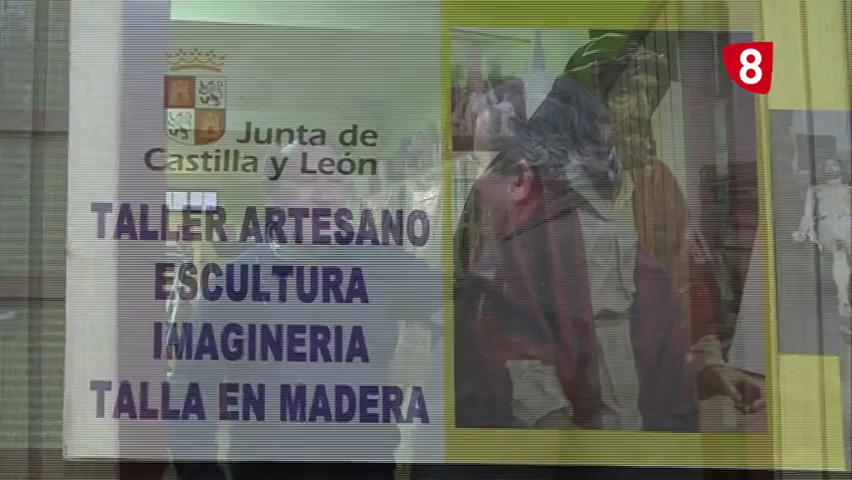 8
Junta de
Castilla y León
TALLER ARTESANO
ESCULTURA
IMAGINERIA
TALLA EN MADERA